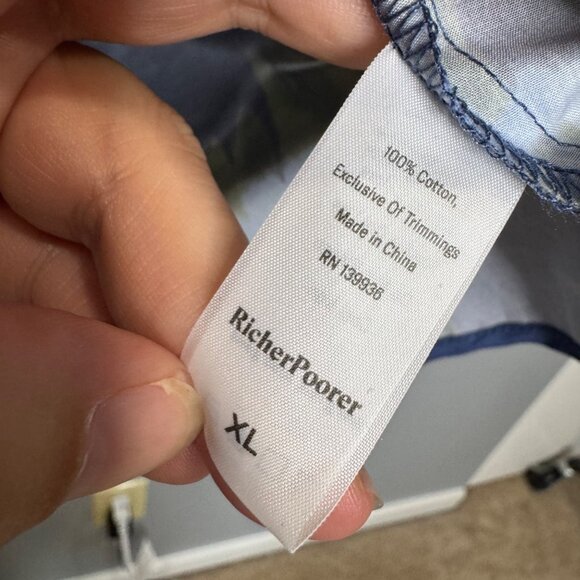 100% Cotton,
Exclusive Of Trimmings
Made in China
RN 139936
RicherPoorer
XL